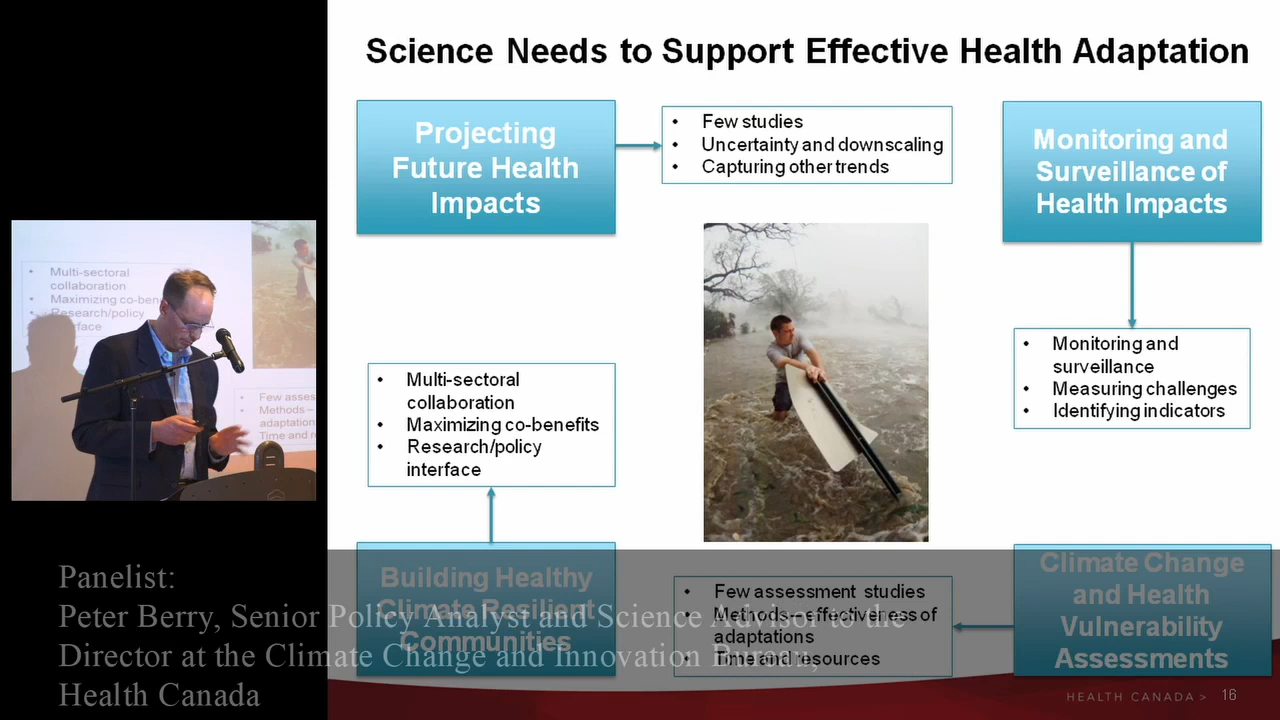 Science Needs to Support Effective Health Adaptation
Projecting
Future Health
Impacts
• Few studies
• Uncertainty and downscaling
• Capturing other trends
Monitoring and
Surveillance of
Health Impacts
• Monitoring and
surveillance
• Measuring challenges
• Identifying indicators
• Multi-sectoral
collaboration
• Maximizing co-benefits
• Research/policy
interface
Building Healthy
Climate Resilient
Communities
• Few assessment studies
• Methods—effectiveness of
adaptations
• Time and resources
Climate Change
and Health
Vulnerability
Assessments
HEALTH CANADA > 16
• Multi-sectoral
collaboration
• Maximizing co-bene
• Research/policy
rface
• Few asses
• Methods—
adaptation
Time and r
Panelist:
Peter Berry, Senior Policy Analyst and Science Advisor to the
Director at the Climate Change and Innovation Bureau,
Health Canada